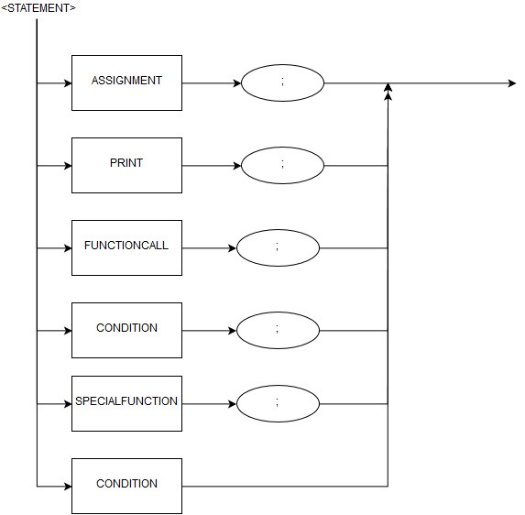 <STATEMENT>
ASSIGNMENT ;
PRINT ;
FUNCTIONCALL ;
CONDITION ;
SPECIALFUNCTION ;
CONDITION